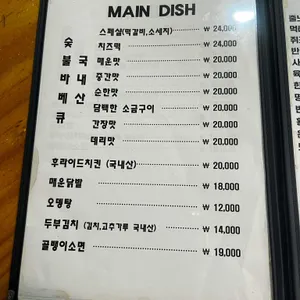 MAIN DISH
스페셜(떡갈비,소세지) ₩ 24,000
치즈떡 ₩ 24,000
매운맛 ₩ 20,000
중간맛 ₩ 20,000
순한맛 ₩ 20,000
담백한 소금구이 ₩ 20,000
간장맛 ₩ 20,000
데리맛 ₩ 20,000
숯불바베큐
국내산
후라이드치킨 (국내산) ₩ 20,000
매운닭발 ₩ 18,000
오뎅탕 ₩ 12,000
두부김치 (김치,고추가루 국내산) ₩ 14,000
골뱅이소면 ₩ 19,000